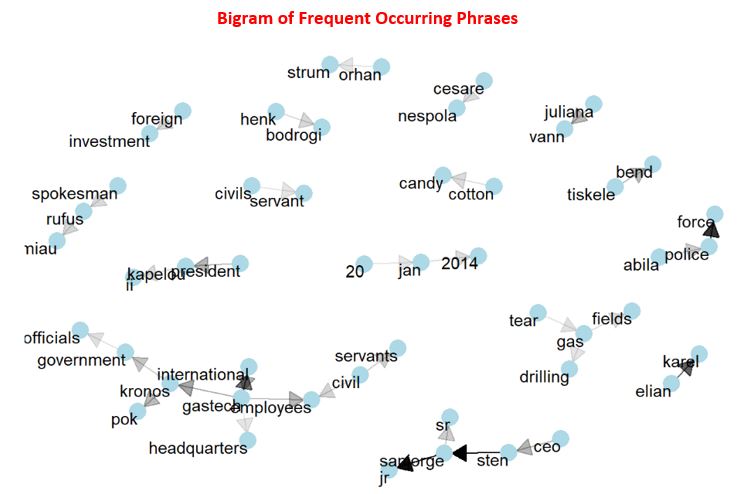 Bigram of Frequent Occurring Phrases
strum orhan
cesare
nespola
foreign
investment
henk
bodrogi
juliana
vann
bend
tiskele
spokesman
rufus
miau
civils
servant
candy
cotton
force
abila police
kapelou president
ii
20 jan 2014
tear fields
gas
drilling
officials
government
international
kronos
gastech employees
pok
headquarters
servants
civil
karel
elian
sr
sanjorge sten ceo
jr